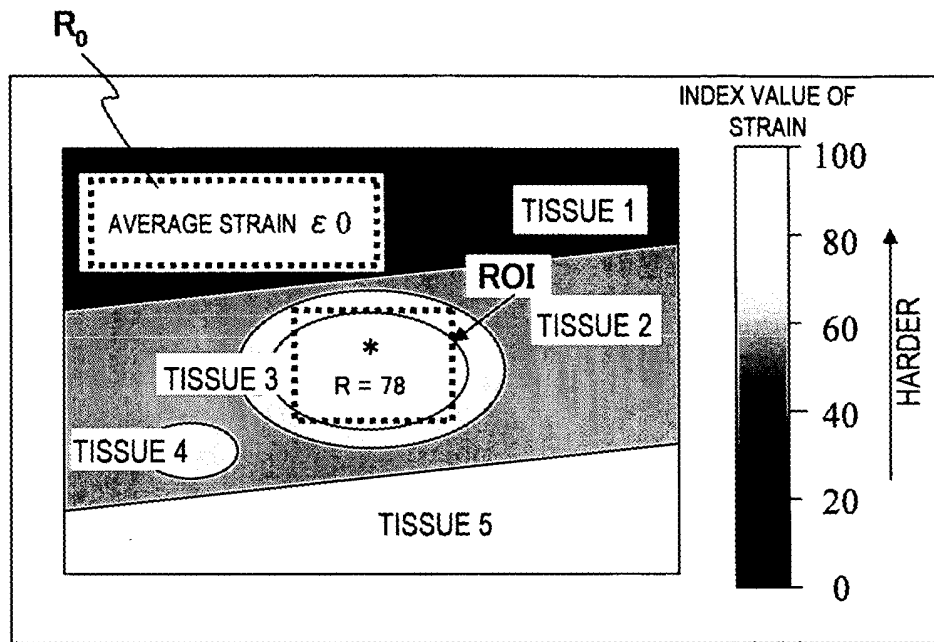 R0
INDEX VALUE OF
STRAIN
100
80
60
40
20
0
HARDER
AVERAGE STRAIN ε 0
TISSUE 1
ROI
TISSUE 2
*
R = 78
TISSUE 3
TISSUE 4
TISSUE 5